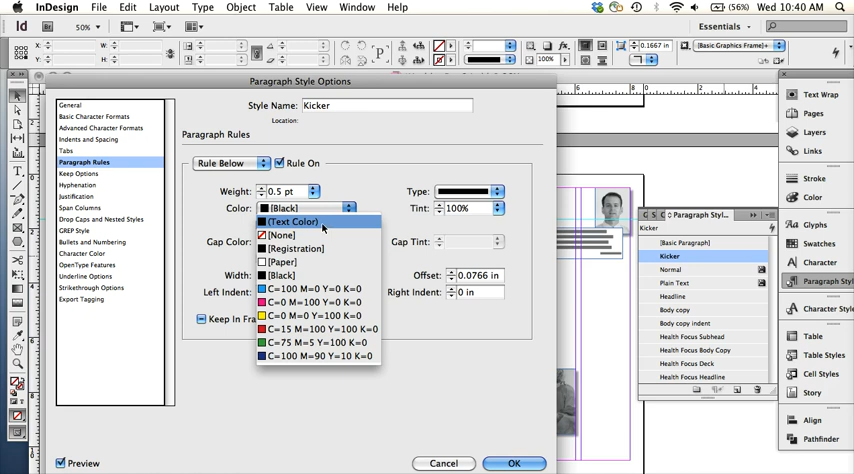 InDesign File Edit Layout Type Object Table View Window Help (56%) Wed 10:40 AM
Id Br 50% Essentials
X: W: 0.1667 in [Basic Graphics Frame]+
Y: H: 100%
Paragraph Style Options
General
Basic Character Formats
Advanced Character Formats
Indents and Spacing
Tabs
Paragraph Rules
Keep Options
Hyphenation
Justification
Span Columns
Drop Caps and Nested Styles
GREP Style
Bullets and Numbering
Character Color
OpenType Features
Underline Options
Strikethrough Options
Export Tagging
Style Name: Kicker
Location:
Paragraph Rules
Rule Below Rule On
Weight: 0.5 pt Type:
Color: [Black] Tint: 100%
(Text Color)
[None]
Gap Color: Gap Tint:
[Registration]
[Paper]
Width: [Black] Offset: 0.0766 in
Left Indent: C=100 M=0 Y=0 K=0 Right Indent: 0 in
C=0 M=100 Y=0 K=0
Keep In Fra C=0 M=0 Y=100 K=0
C=15 M=100 Y=100 K=0
C=75 M=5 Y=100 K=0
C=100 M=90 Y=10 K=0
Preview Cancel OK
6 8
Paragraph Styl...
Kicker
[Basic Paragraph]
Kicker
Normal
Plain Text
Headline
Body copy
Body copy indent
Health Focus Subhead
Health Focus Body Copy
Health Focus Deck
Health Focus Headline
Text Wrap
Pages
Layers
Links
Stroke
Color
Glyphs
Swatches
Character
Paragraph Styl
Character Style
Table
Table Styles
Cell Styles
Story
Align
Pathfinder